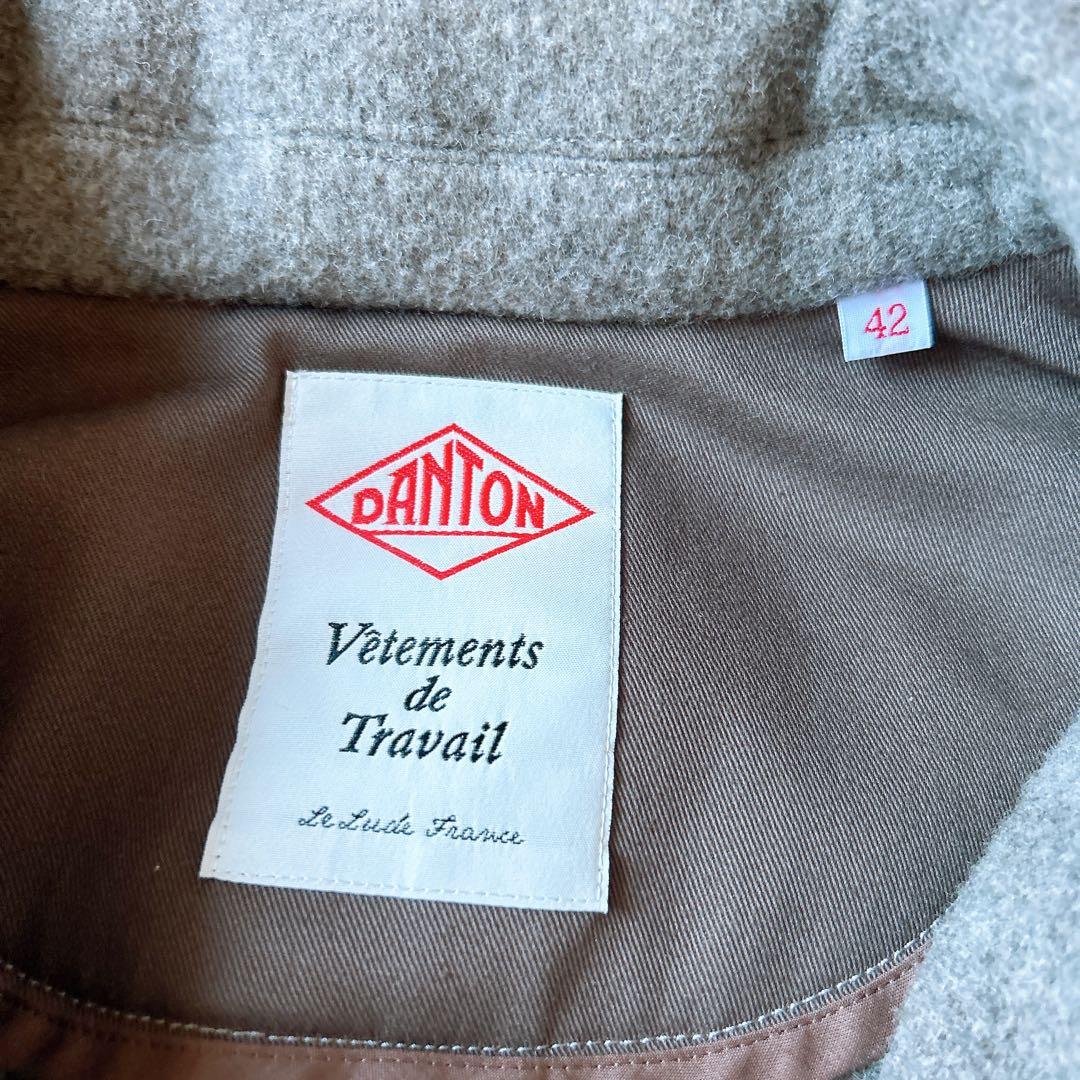 42
DANTON
Vêtements
de
Travail
Le Lude France